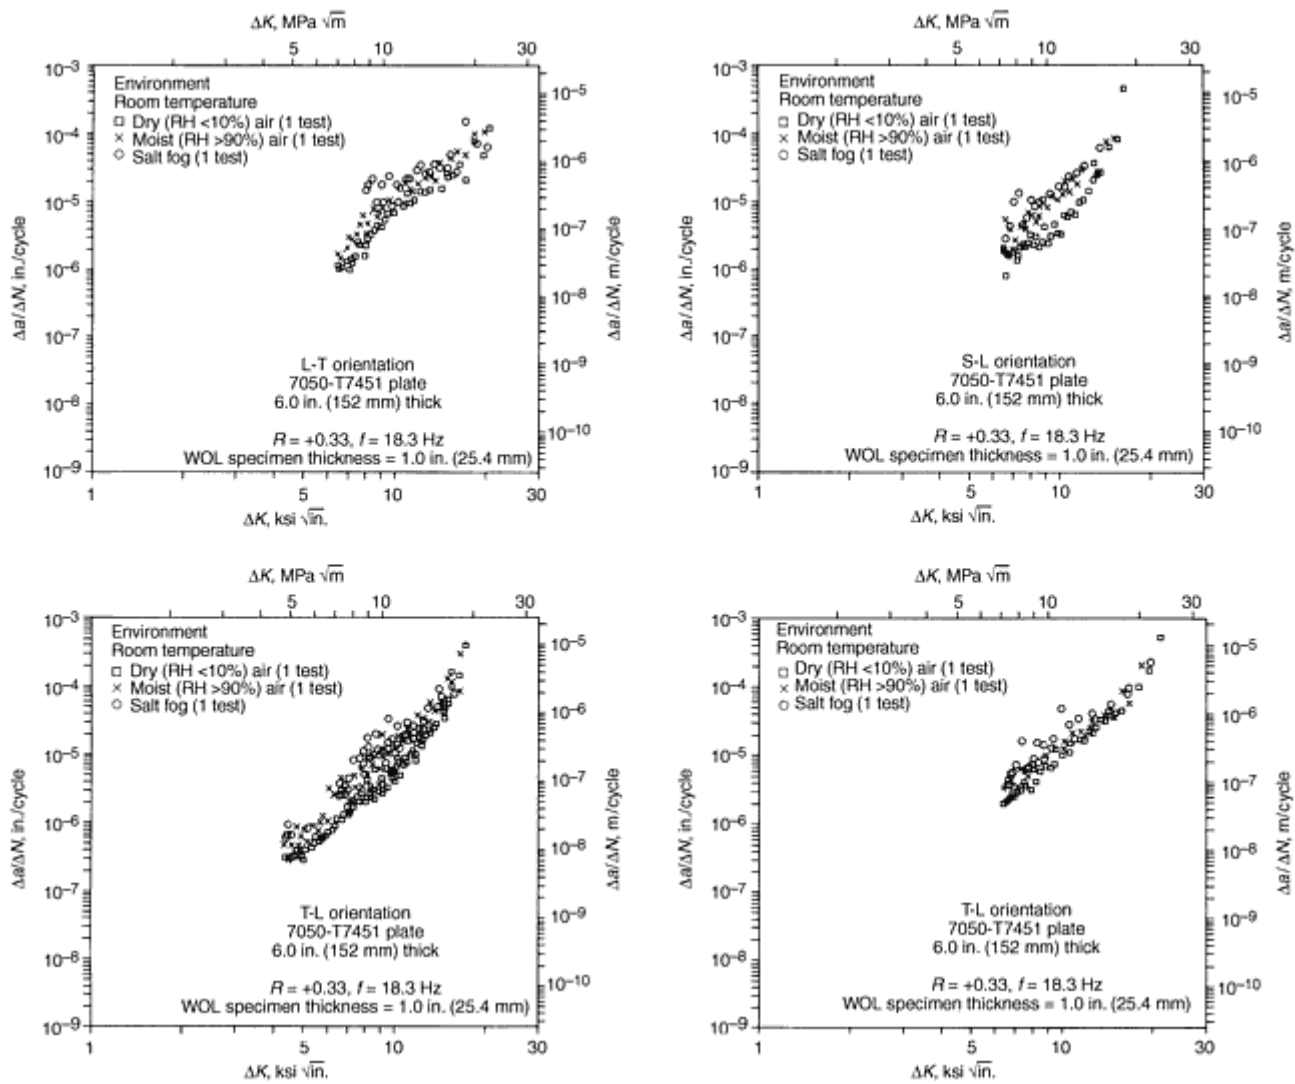 ΔK, MPa √m
5 10 30
10⁻³
10⁻⁴
10⁻⁵
10⁻⁶
10⁻⁷
10⁻⁸
10⁻⁹
Δa/ΔN, in./cycle
Environment
Room temperature
□ Dry (RH <10%) air (1 test)
× Moist (RH >90%) air (1 test)
○ Salt fog (1 test)
L-T orientation
7050-T7451 plate
6.0 in. (152 mm) thick
R = +0.33, f = 18.3 Hz
WOL specimen thickness = 1.0 in. (25.4 mm)
10⁻⁵
10⁻⁶
10⁻⁷
10⁻⁸
10⁻⁹
10⁻¹⁰
Δa/ΔN, m/cycle
1 5 10 30
ΔK, ksi √in.
ΔK, MPa √m
5 10 30
10⁻³
10⁻⁴
10⁻⁵
10⁻⁶
10⁻⁷
10⁻⁸
10⁻⁹
Δa/ΔN, in./cycle
Environment
Room temperature
□ Dry (RH <10%) air (1 test)
× Moist (RH >90%) air (1 test)
○ Salt fog (1 test)
S-L orientation
7050-T7451 plate
6.0 in. (152 mm) thick
R = +0.33, f = 18.3 Hz
WOL specimen thickness = 1.0 in. (25.4 mm)
10⁻⁵
10⁻⁶
10⁻⁷
10⁻⁸
10⁻⁹
10⁻¹⁰
Δa/ΔN, m/cycle
1 5 10 30
ΔK, ksi √in.
ΔK, MPa √m
5 10 30
10⁻³
10⁻⁴
10⁻⁵
10⁻⁶
10⁻⁷
10⁻⁸
10⁻⁹
Δa/ΔN, in./cycle
Environment
Room temperature
□ Dry (RH <10%) air (1 test)
× Moist (RH >90%) air (1 test)
○ Salt fog (1 test)
T-L orientation
7050-T7451 plate
6.0 in. (152 mm) thick
R = +0.33, f = 18.3 Hz
WOL specimen thickness = 1.0 in. (25.4 mm)
10⁻⁵
10⁻⁶
10⁻⁷
10⁻⁸
10⁻⁹
10⁻¹⁰
Δa/ΔN, m/cycle
1 5 10 30
ΔK, ksi √in.
ΔK, MPa √m
5 10 30
10⁻³
10⁻⁴
10⁻⁵
10⁻⁶
10⁻⁷
10⁻⁸
10⁻⁹
Δa/ΔN, in./cycle
Environment
Room temperature
□ Dry (RH <10%) air (1 test)
× Moist (RH >90%) air (1 test)
○ Salt fog (1 test)
T-L orientation
7050-T7451 plate
6.0 in. (152 mm) thick
R = +0.33, f = 18.3 Hz
WOL specimen thickness = 1.0 in. (25.4 mm)
10⁻⁵
10⁻⁶
10⁻⁷
10⁻⁸
10⁻⁹
10⁻¹⁰
Δa/ΔN, m/cycle
1 5 10 30
ΔK, ksi √in.